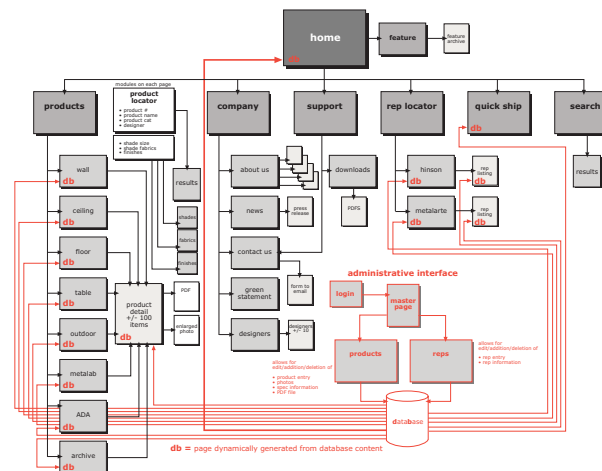 home
db
feature
feature
archive
products
modules on each page
product
locator
• product #
• product name
• product cat
• designer
company
support
rep locator
quick ship
db
search
• shade size
• shade fabrics
• finishes
results
wall
db
about us
downloads
hinson
db
rep
listing
results
ceiling
db
shades
news
press
release
PDFS
metalarte
db
rep
listing
floor
db
fabrics
finishes
contact us
administrative interface
table
db
product
detail
+/- 100
items
db
PDF
green
statement
form to
email
login
master
page
outdoor
db
enlarged
photo
designers
designers
+/- 30
products
reps
metalab
db
allows for
edit/addition/deletion of
• product entry
• photos
• spec information
• PDF file
allows for
edit/addition/deletion of
• rep entry
• rep information
ADA
db
database
archive
db
db = page dynamically generated from database content